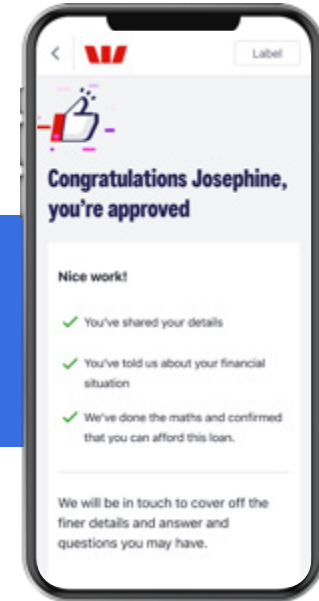 Label
Congratulations Josephine,
you're approved
Nice work!
You've shared your details
You've told us about your financial
situation
We've done the maths and confirmed
that you can afford this loan.
We will be in touch to cover off the
finer details and answer and
questions you may have.